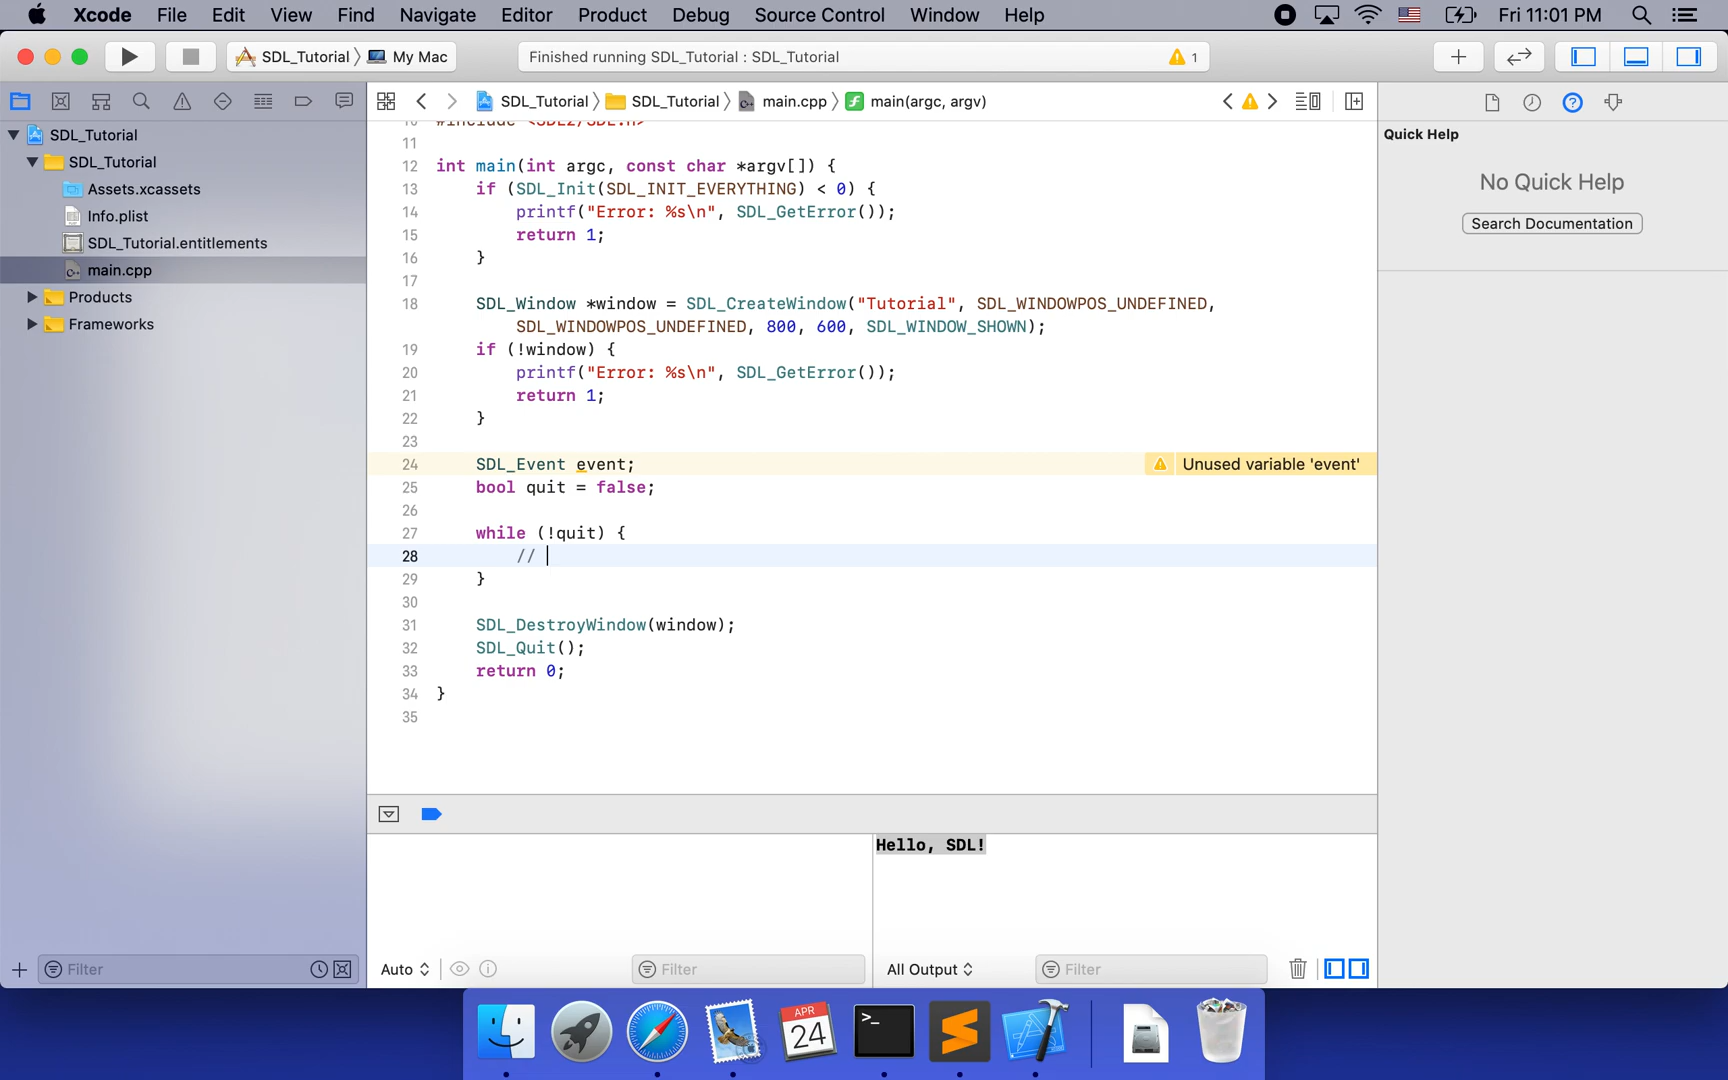 Xcode File Edit View Find Navigate Editor Product Debug Source Control Window Help Fri 11:01 PM
SDL_Tutorial My Mac Finished running SDL_Tutorial : SDL_Tutorial 1
SDL_Tutorial SDL_Tutorial main.cpp main(argc, argv)
SDL_Tutorial
SDL_Tutorial
Assets.xcassets
Info.plist
SDL_Tutorial.entitlements
main.cpp
Products
Frameworks
Filter
10 #include <SDL2/SDL.h>
11
12 int main(int argc, const char *argv[]) {
13 if (SDL_Init(SDL_INIT_EVERYTHING) < 0) {
14 printf("Error: %s\n", SDL_GetError());
15 return 1;
16 }
17
18 SDL_Window *window = SDL_CreateWindow("Tutorial", SDL_WINDOWPOS_UNDEFINED,
SDL_WINDOWPOS_UNDEFINED, 800, 600, SDL_WINDOW_SHOWN);
19 if (!window) {
20 printf("Error: %s\n", SDL_GetError());
21 return 1;
22 }
23
24 SDL_Event event; Unused variable 'event'
25 bool quit = false;
26
27 while (!quit) {
28 //
29 }
30
31 SDL_DestroyWindow(window);
32 SDL_Quit();
33 return 0;
34 }
35
Quick Help
No Quick Help
Search Documentation
Hello, SDL!
Auto Filter All Output Filter
APR
24
>_